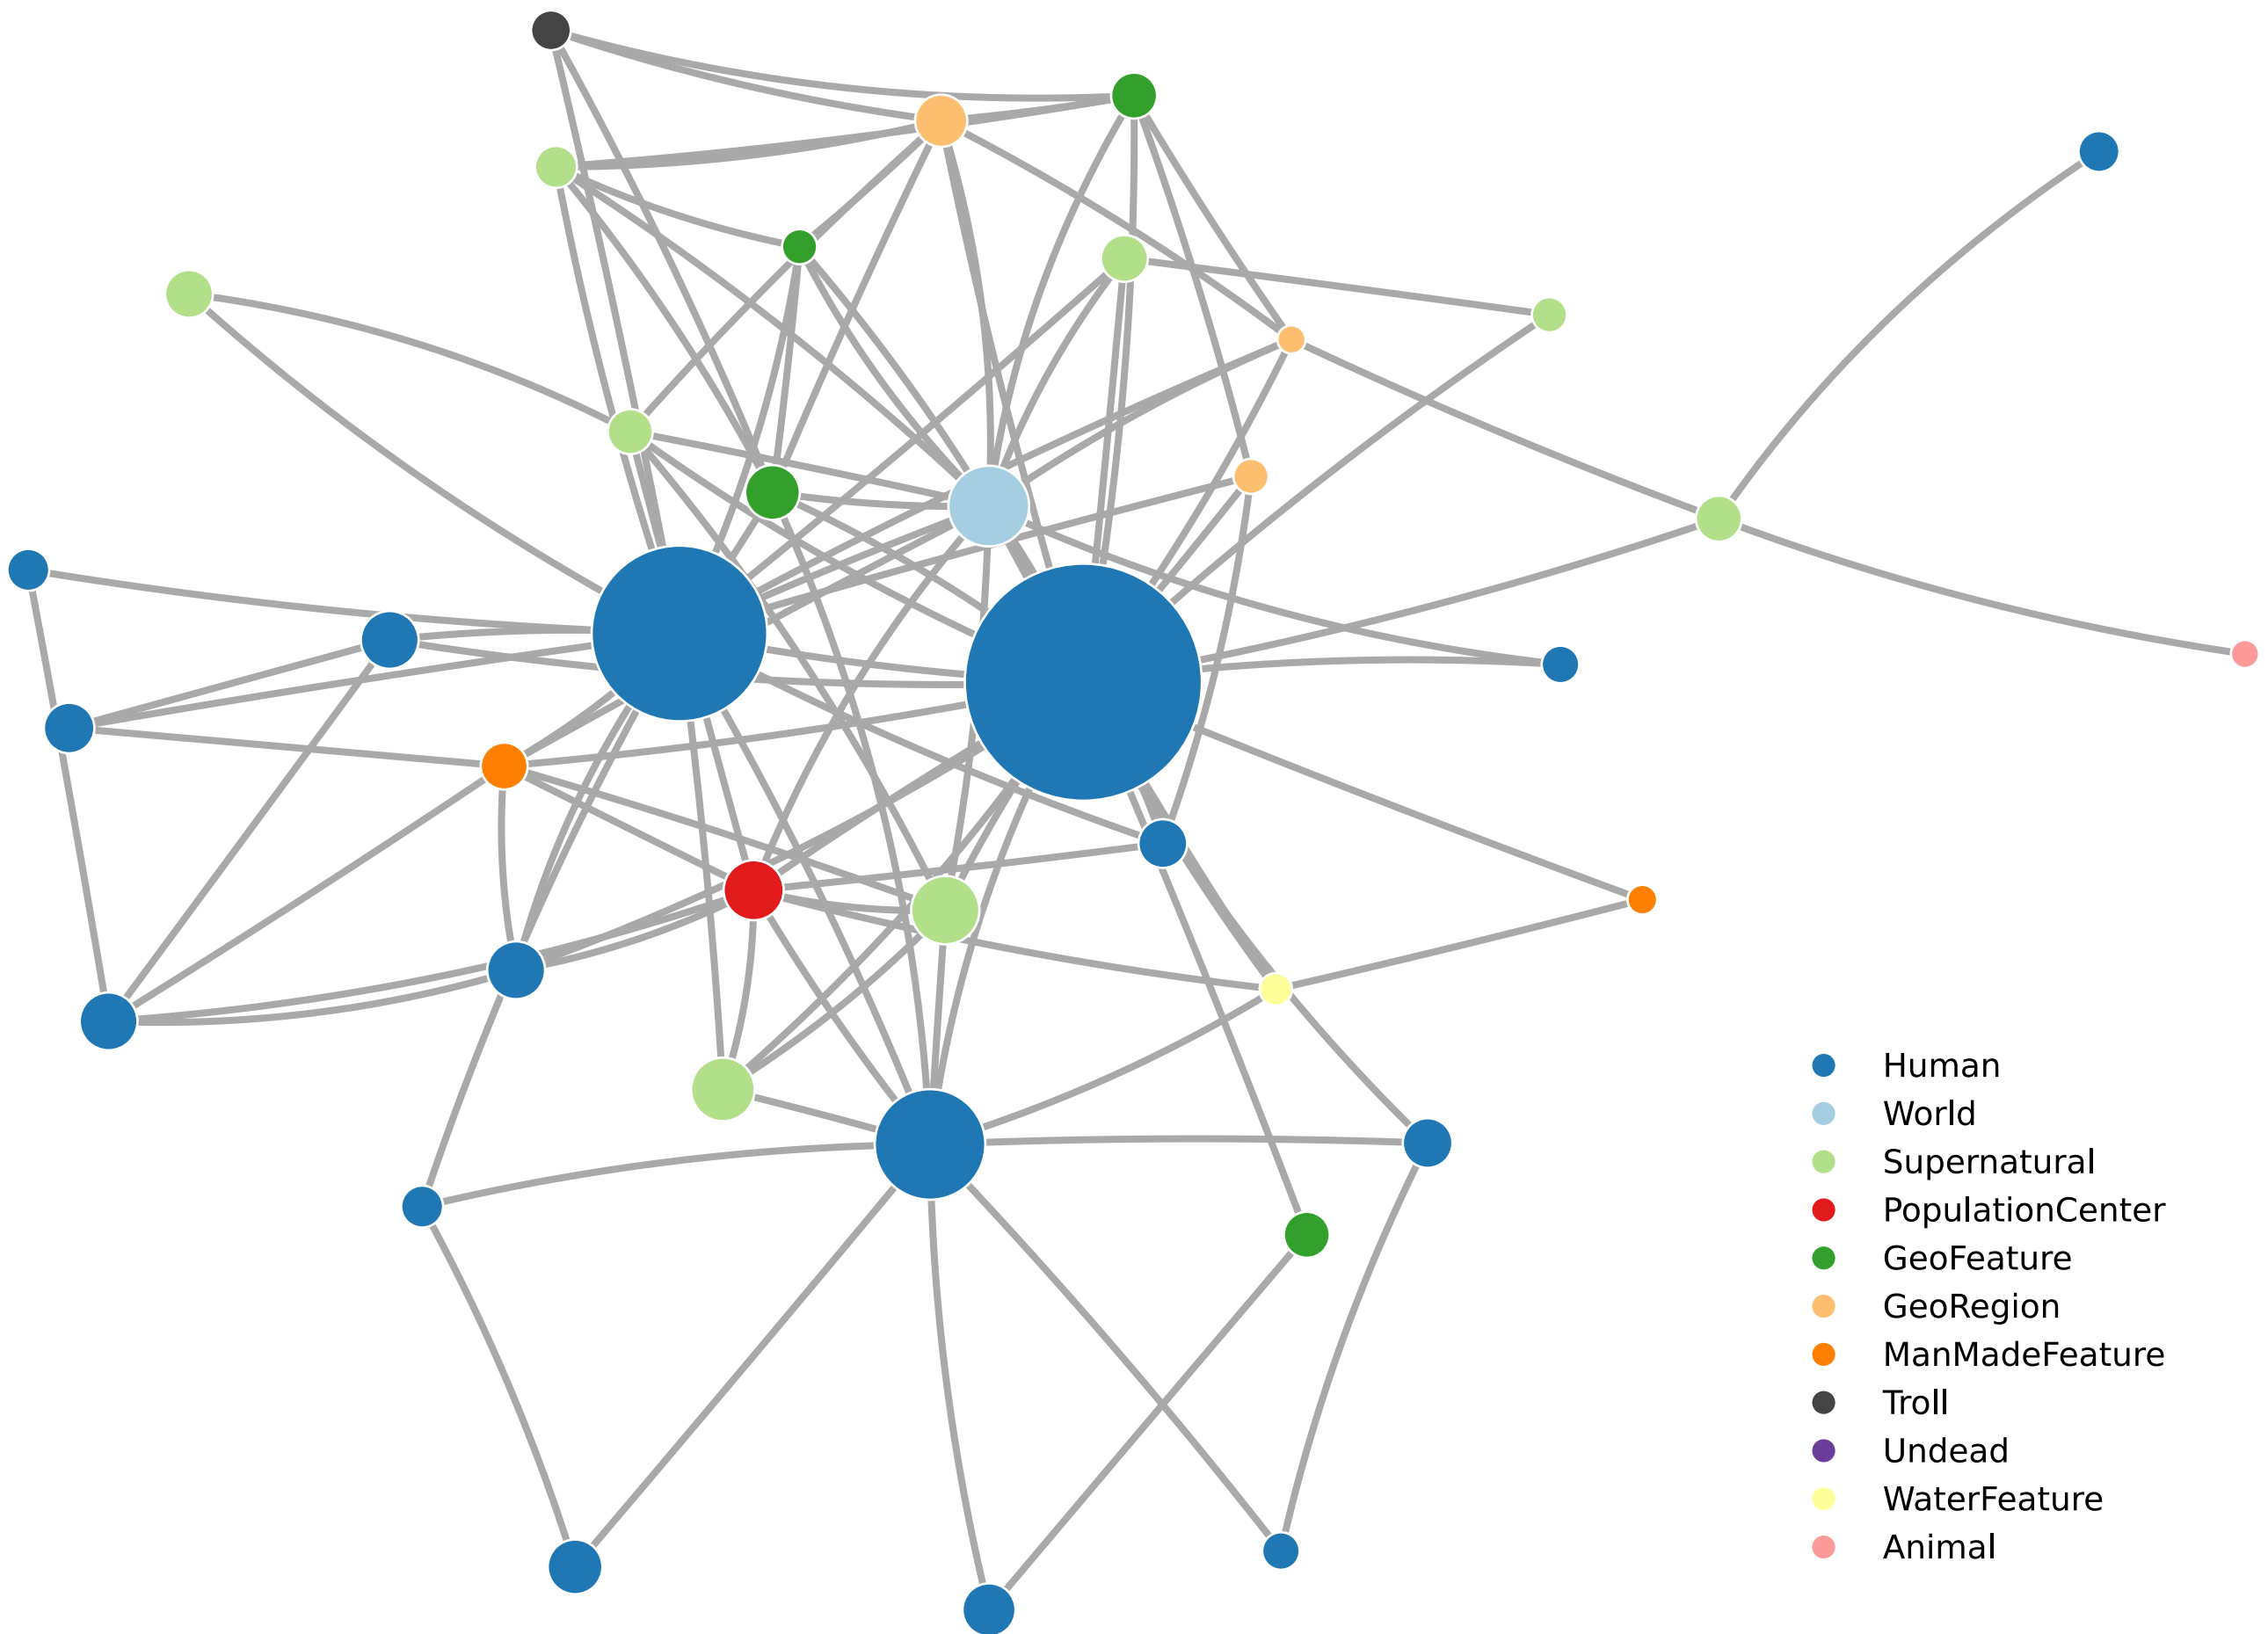 Human
World
Supernatural
PopulationCenter
GeoFeature
GeoRegion
ManMadeFeature
Troll
Undead
WaterFeature
Animal